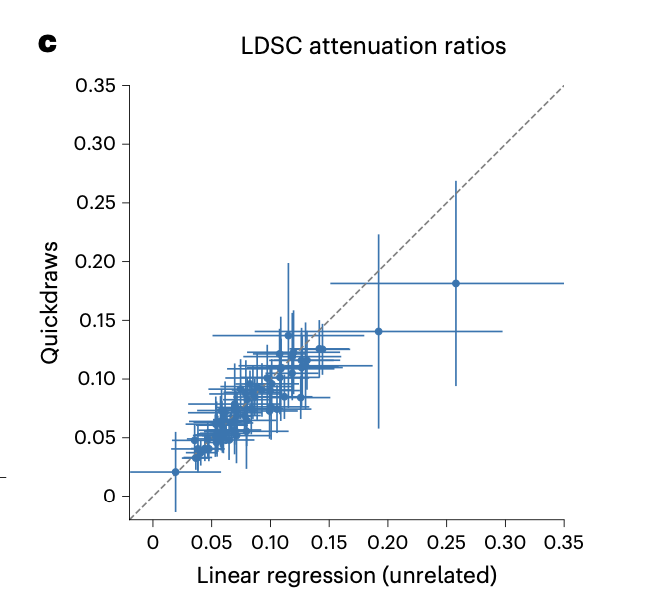 c
LDSC attenuation ratios
0.35
0.30
0.25
0.20
0.15
0.10
0.05
0
Quickdraws
0 0.05 0.10 0.15 0.20 0.25 0.30 0.35
Linear regression (unrelated)